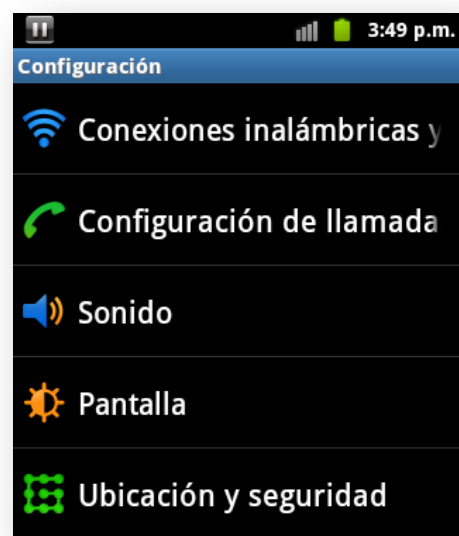 3:49 p.m.
Configuración
Conexiones inalámbricas y
Configuración de llamada
Sonido
Pantalla
Ubicación y seguridad